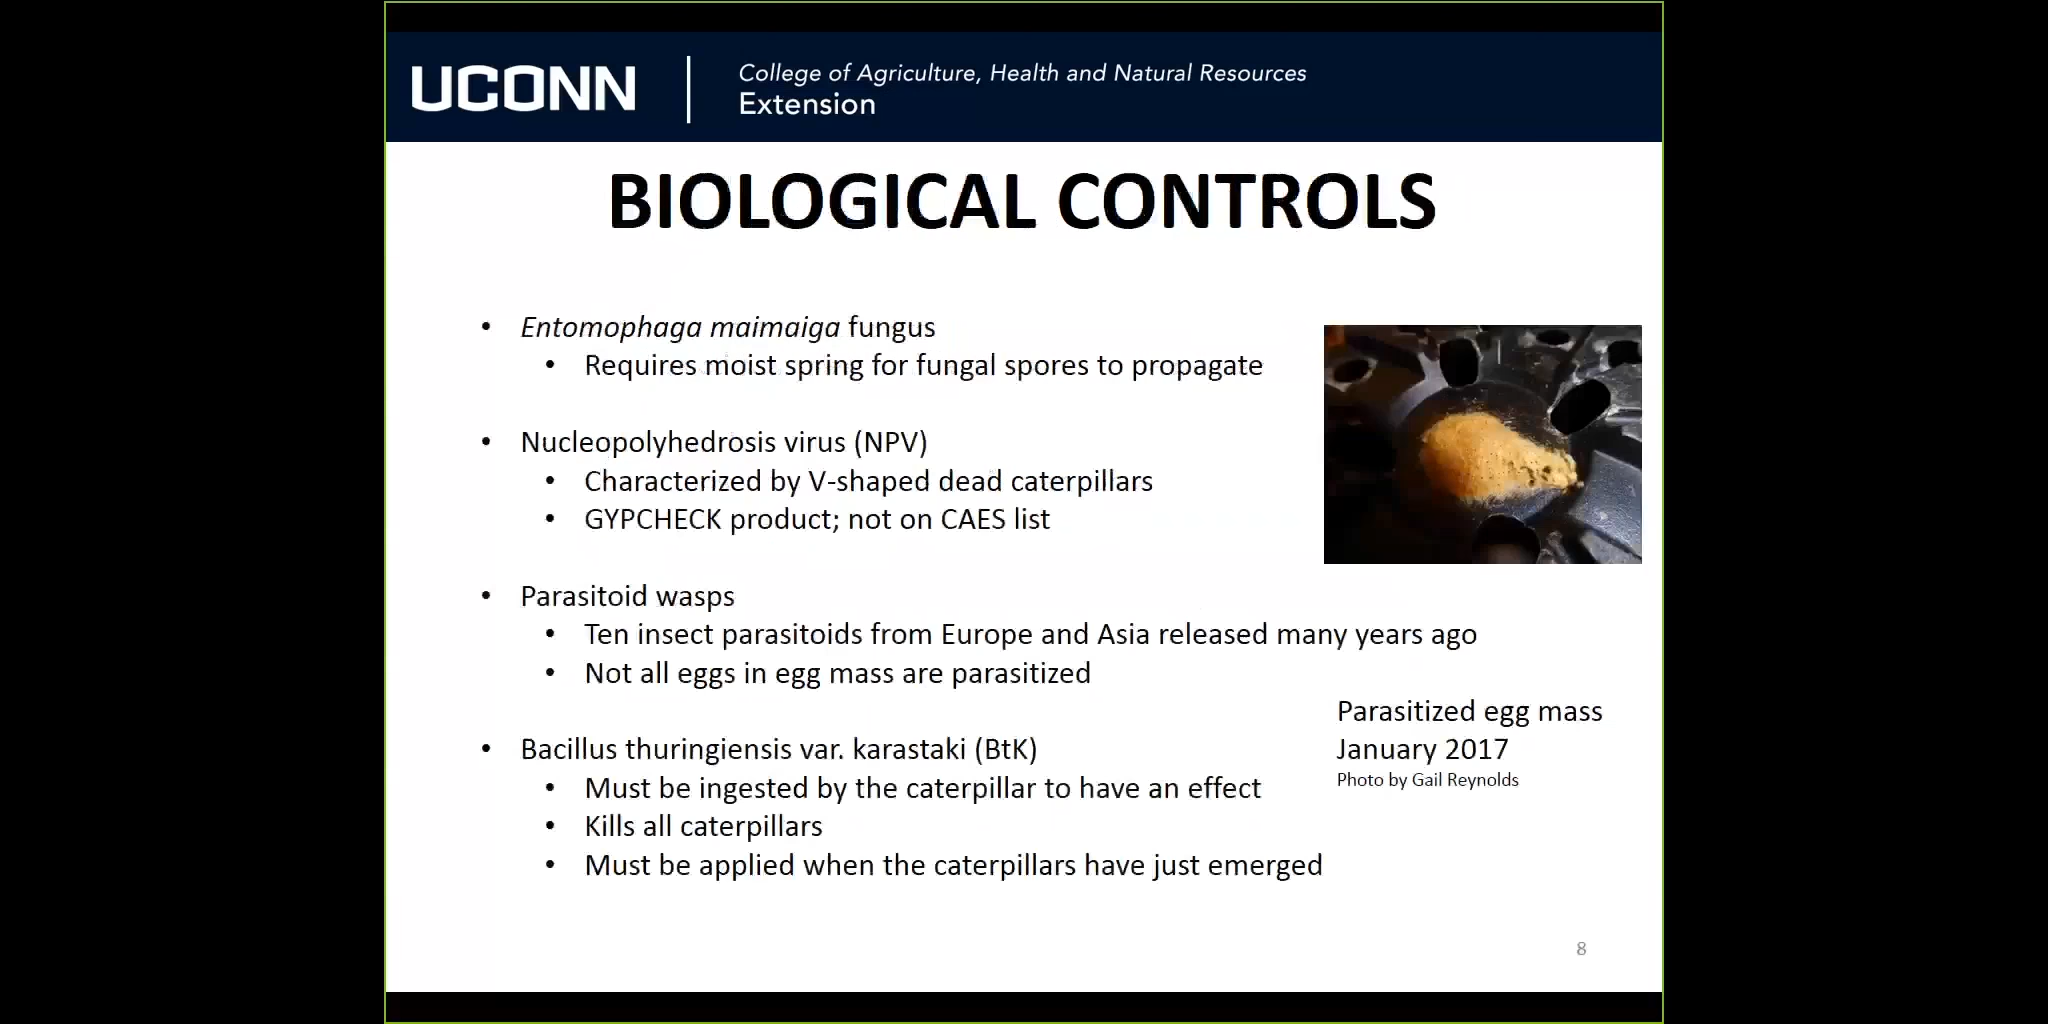 UCONN
College of Agriculture, Health and Natural Resources
Extension
BIOLOGICAL CONTROLS
• Entomophaga maimaiga fungus
• Requires moist spring for fungal spores to propagate
• Nucleopolyhedrosis virus (NPV)
• Characterized by V-shaped dead caterpillars
• GYPCHECK product; not on CAES list
• Parasitoid wasps
• Ten insect parasitoids from Europe and Asia released many years ago
• Not all eggs in egg mass are parasitized
• Bacillus thuringiensis var. karastaki (BtK)
• Must be ingested by the caterpillar to have an effect
• Kills all caterpillars
• Must be applied when the caterpillars have just emerged
Parasitized egg mass
January 2017
Photo by Gail Reynolds
8